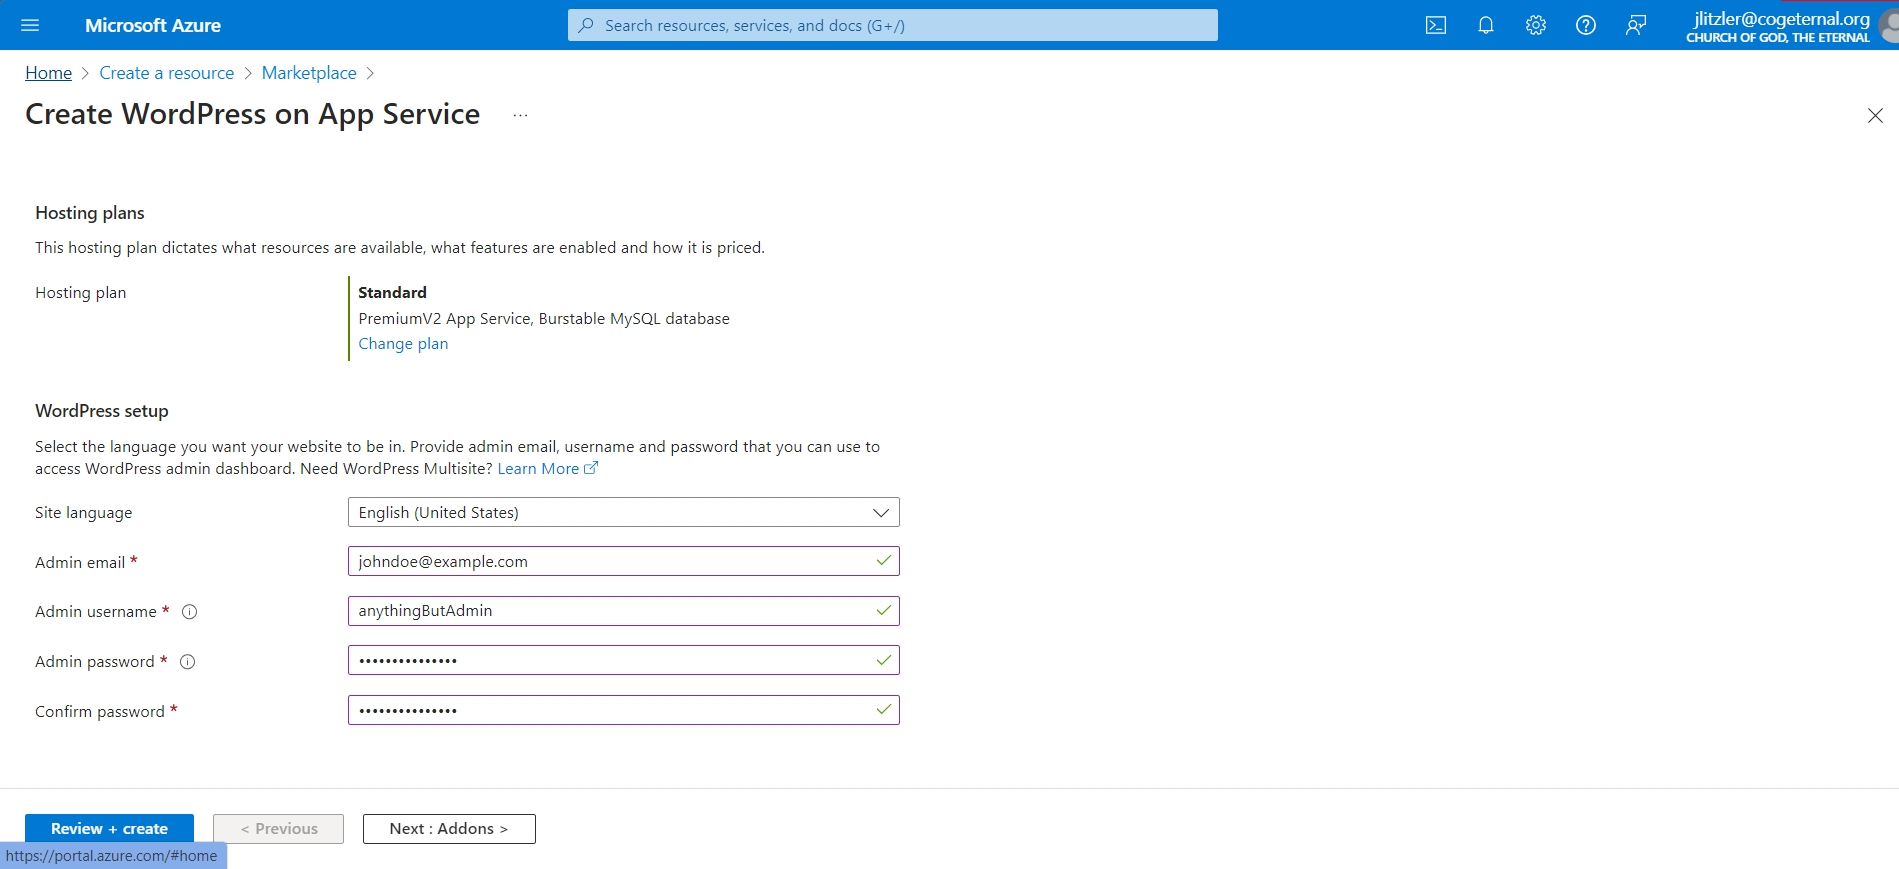 Microsoft Azure
Search resources, services, and docs (G+/)
jlitzler@cogeternal.org
CHURCH OF GOD, THE ETERNAL
Home > Create a resource > Marketplace >
Create WordPress on App Service ...
Hosting plans
This hosting plan dictates what resources are available, what features are enabled and how it is priced.
Hosting plan
Standard
PremiumV2 App Service, Burstable MySQL database
Change plan
WordPress setup
Select the language you want your website to be in. Provide admin email, username and password that you can use to
access WordPress admin dashboard. Need WordPress Multisite? Learn More
Site language
English (United States)
Admin email *
johndoe@example.com
Admin username *
anythingButAdmin
Admin password *
•••••••••••••••
Confirm password *
•••••••••••••••
Review + create
< Previous
Next : Addons >
https://portal.azure.com/#home